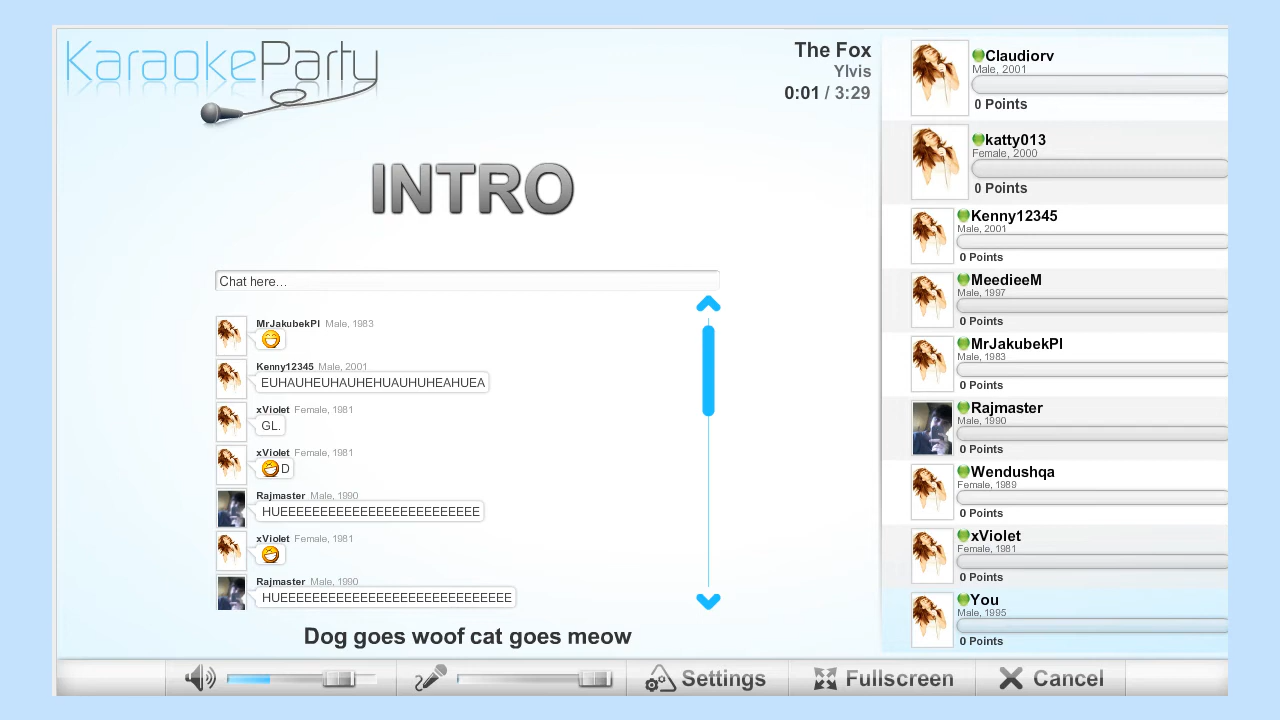 KaraokeParty
The Fox
Ylvis
0:01 / 3:29
INTRO
Chat here...
MrJakubekPl Male, 1983
Kenny12345 Male, 2001
EUHAUHEUHAUHEHUAUHUHEAHUEA
xViolet Female, 1981
GL.
xViolet Female, 1981
D
Rajmaster Male, 1990
HUEEEEEEEEEEEEEEEEEEEEEEEEE
xViolet Female, 1981
Rajmaster Male, 1990
HUEEEEEEEEEEEEEEEEEEEEEEEEEEEEE
Dog goes woof cat goes meow
Claudiorv
Male, 2001
0 Points
katty013
Female, 2000
0 Points
Kenny12345
Male, 2001
0 Points
MeedieeM
Male, 1997
0 Points
MrJakubekPl
Male, 1983
0 Points
Rajmaster
Male, 1990
0 Points
Wendushqa
Female, 1989
0 Points
xViolet
Female, 1981
0 Points
You
Male, 1995
0 Points
Settings
Fullscreen
Cancel